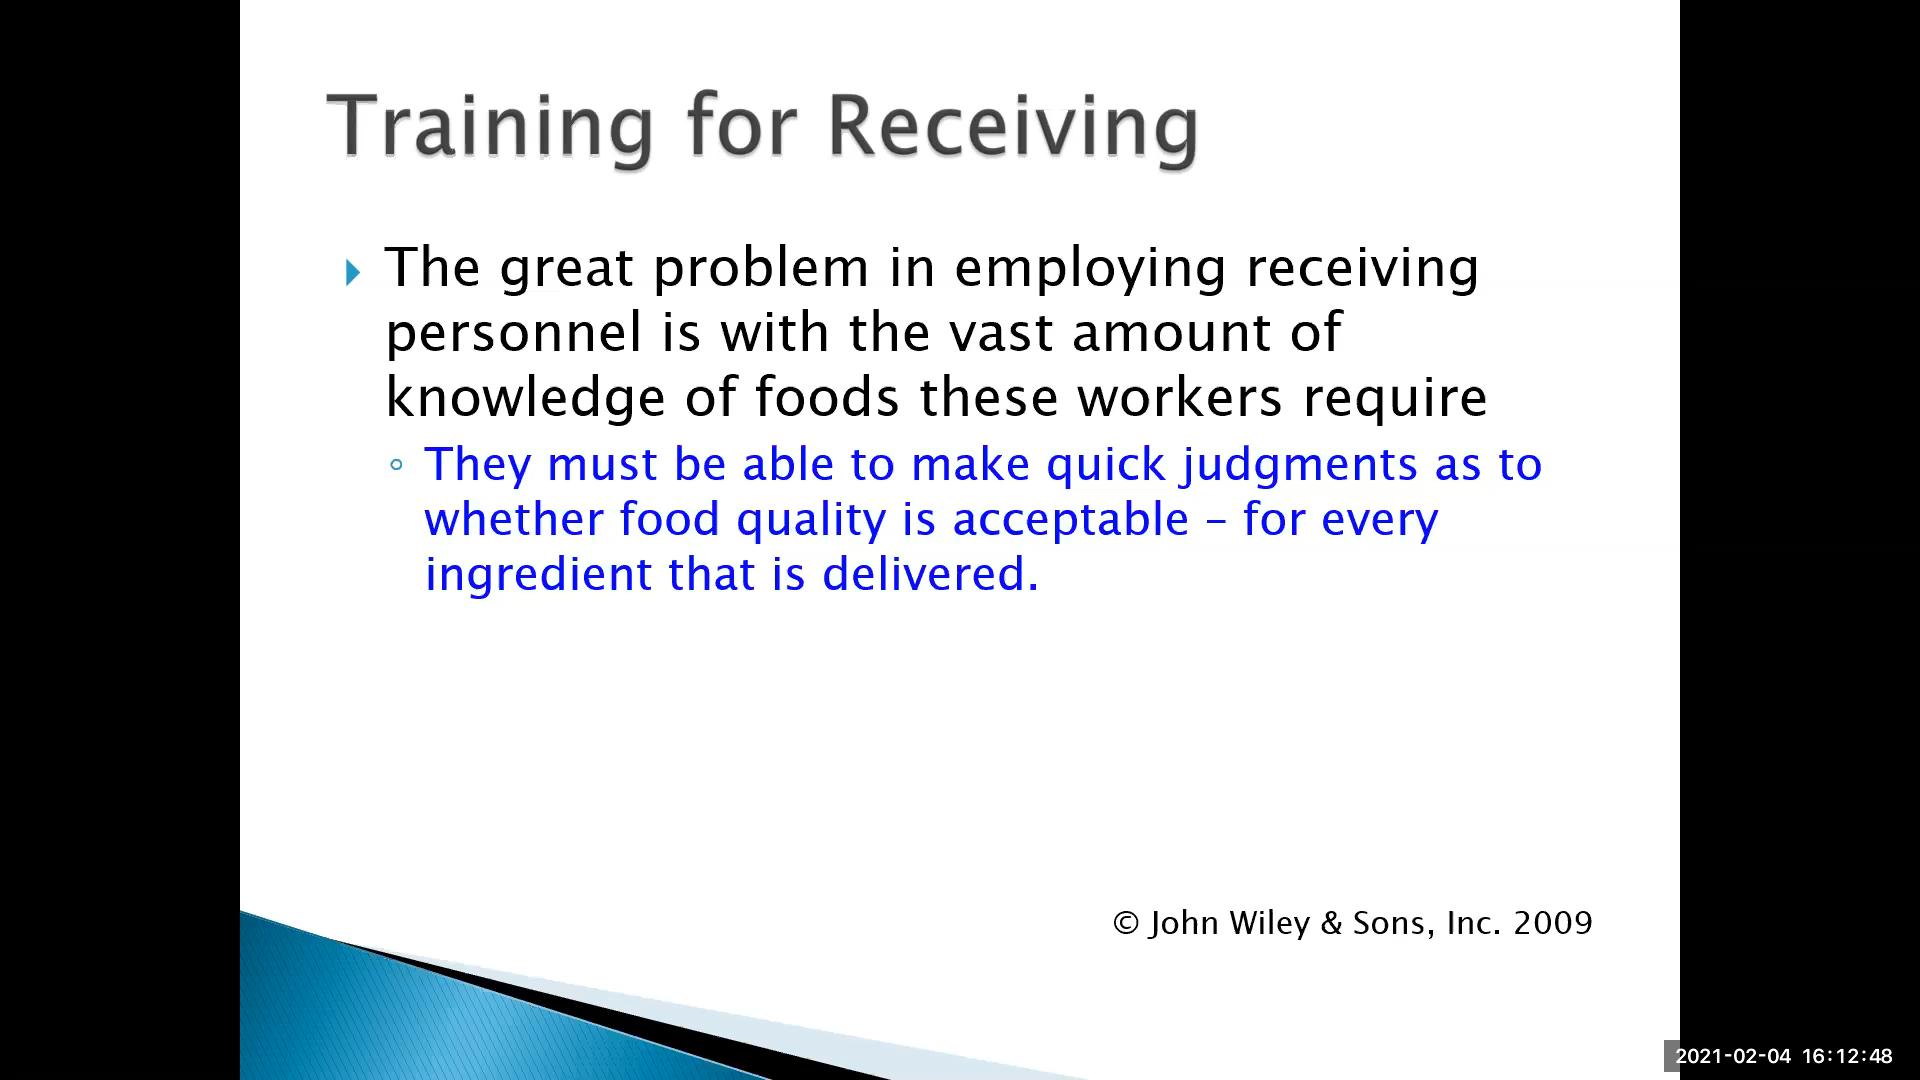 Training for Receiving
The great problem in employing receiving
personnel is with the vast amount of
knowledge of foods these workers require
They must be able to make quick judgments as to
whether food quality is acceptable – for every
ingredient that is delivered.
© John Wiley & Sons, Inc. 2009
2021-02-04 16:12:48